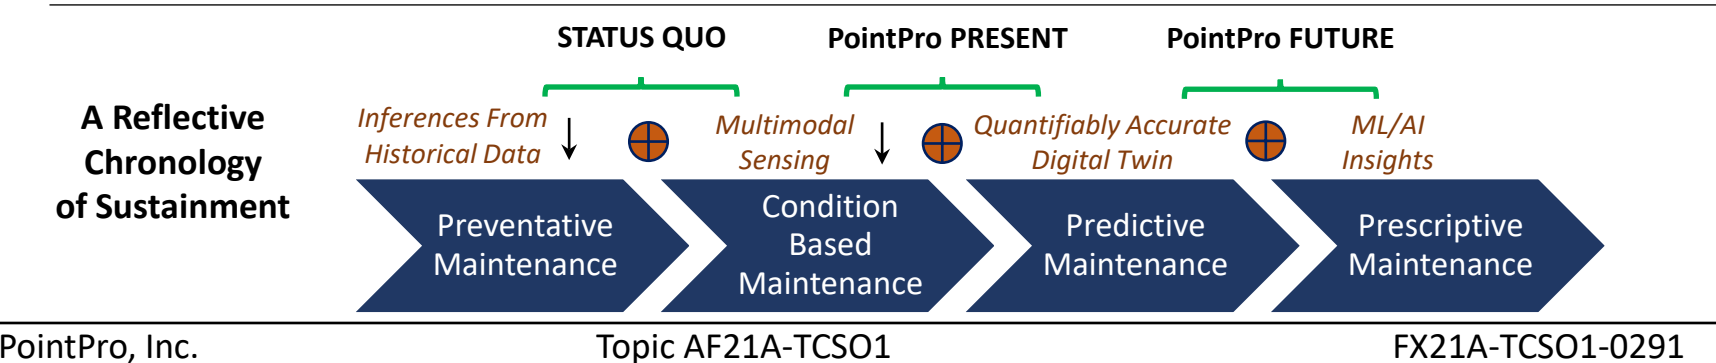 STATUS QUO
PointPro PRESENT
PointPro FUTURE
A Reflective
Chronology
of Sustainment
Inferences From
Historical Data
Multimodal
Sensing
Quantifiably Accurate
Digital Twin
ML/AI
Insights
Preventative
Maintenance
Condition
Based
Maintenance
Predictive
Maintenance
Prescriptive
Maintenance
PointPro, Inc.
Topic AF21A-TCSO1
FX21A-TCSO1-0291